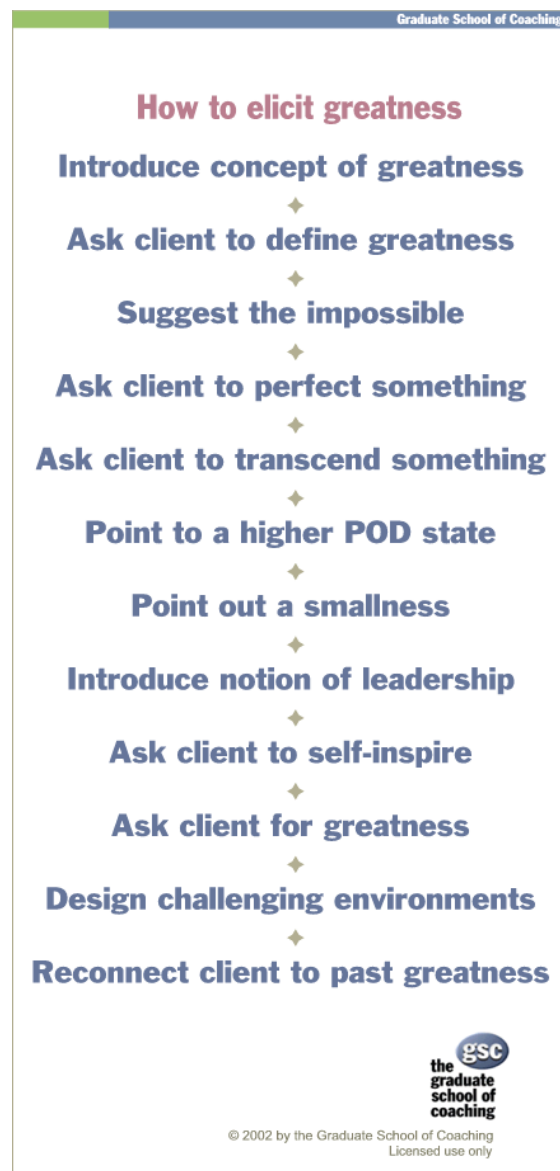 Graduate School of Coaching
How to elicit greatness
Introduce concept of greatness
Ask client to define greatness
Suggest the impossible
Ask client to perfect something
Ask client to transcend something
Point to a higher POD state
Point out a smallness
Introduce notion of leadership
Ask client to self-inspire
Ask client for greatness
Design challenging environments
Reconnect client to past greatness
gsc
the
graduate
school of
coaching
© 2002 by the Graduate School of Coaching
Licensed use only